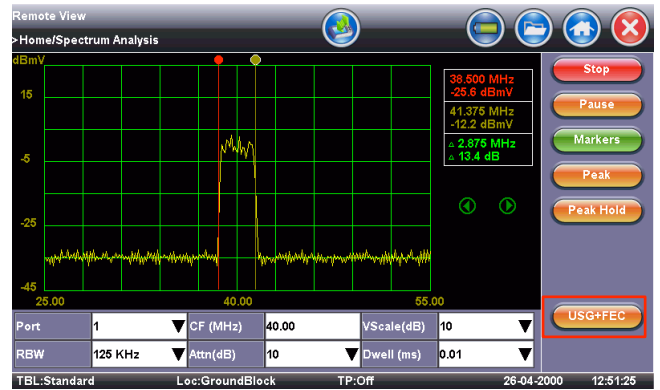 Remote View
>Home/Spectrum Analysis
dBmV
15
-5
-25
-45
25.00 40.00 55.00
38.500 MHz
-25.6 dBmV
41.375 MHz
-12.2 dBmV
▵ 2.875 MHz
▵ 13.4 dB
Stop
Pause
Markers
Peak
Peak Hold
USG+FEC
Port 1 CF (MHz) 40.00 VScale(dB) 10
RBW 125 KHz Attn(dB) 10 Dwell (ms) 0.01
TBL:Standard Loc:GroundBlock TP:Off 26-04-2000 12:51:25